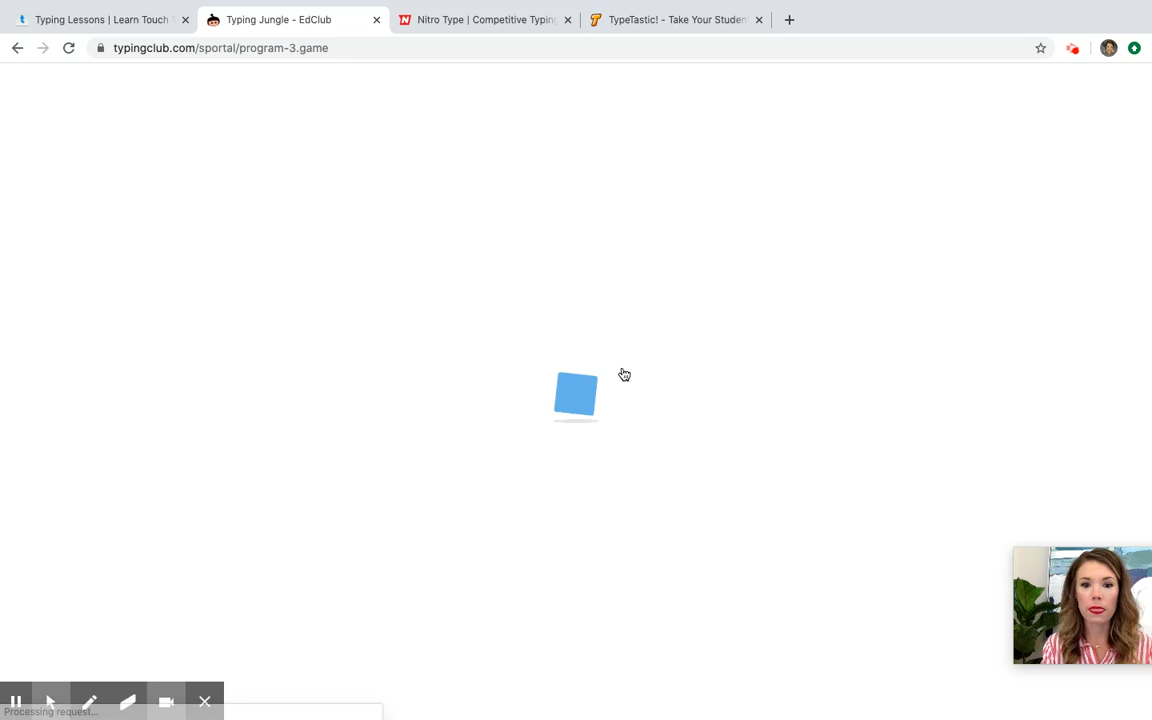 Typing Lessons | Learn Touch T
Typing Jungle - EdClub
Nitro Type | Competitive Typing
TypeTastic! - Take Your Studen
typingclub.com/sportal/program-3.game
Processing request...